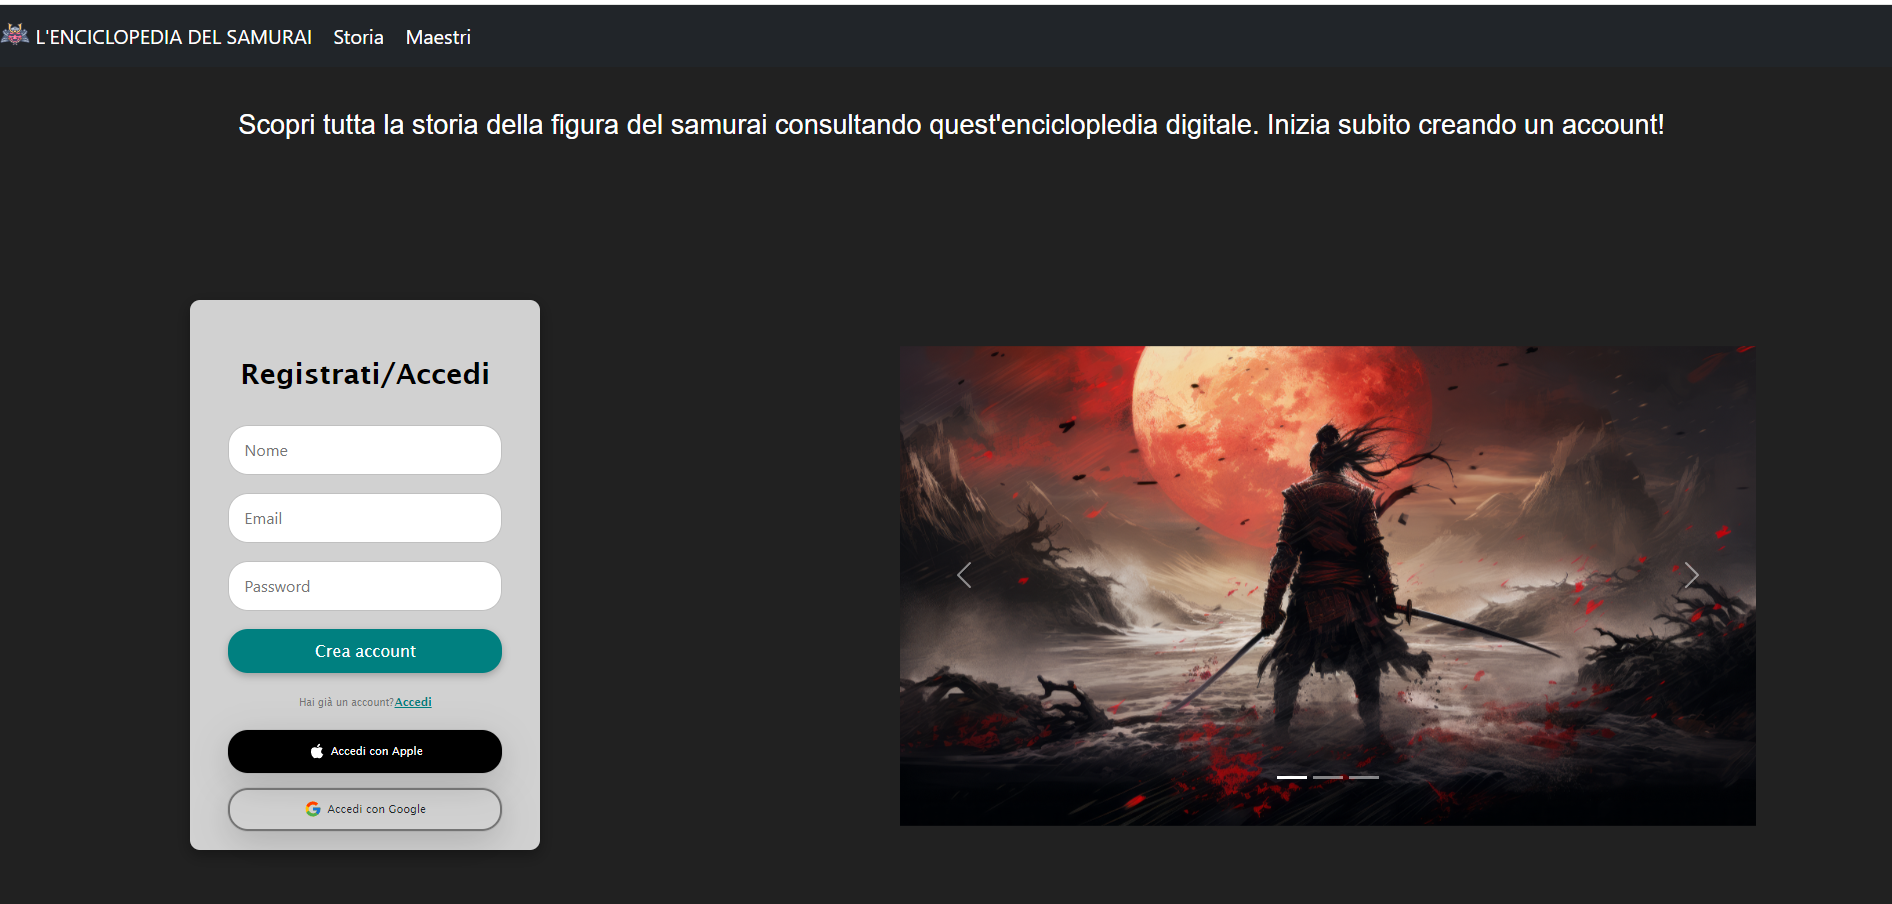 L'ENCICLOPEDIA DEL SAMURAI Storia Maestri
Scopri tutta la storia della figura del samurai consultando quest'enciclopledia digitale. Inizia subito creando un account!
Registrati/Accedi
Nome
Email
Password
Crea account
Hai già un account?Accedi
Accedi con Apple
Accedi con Google